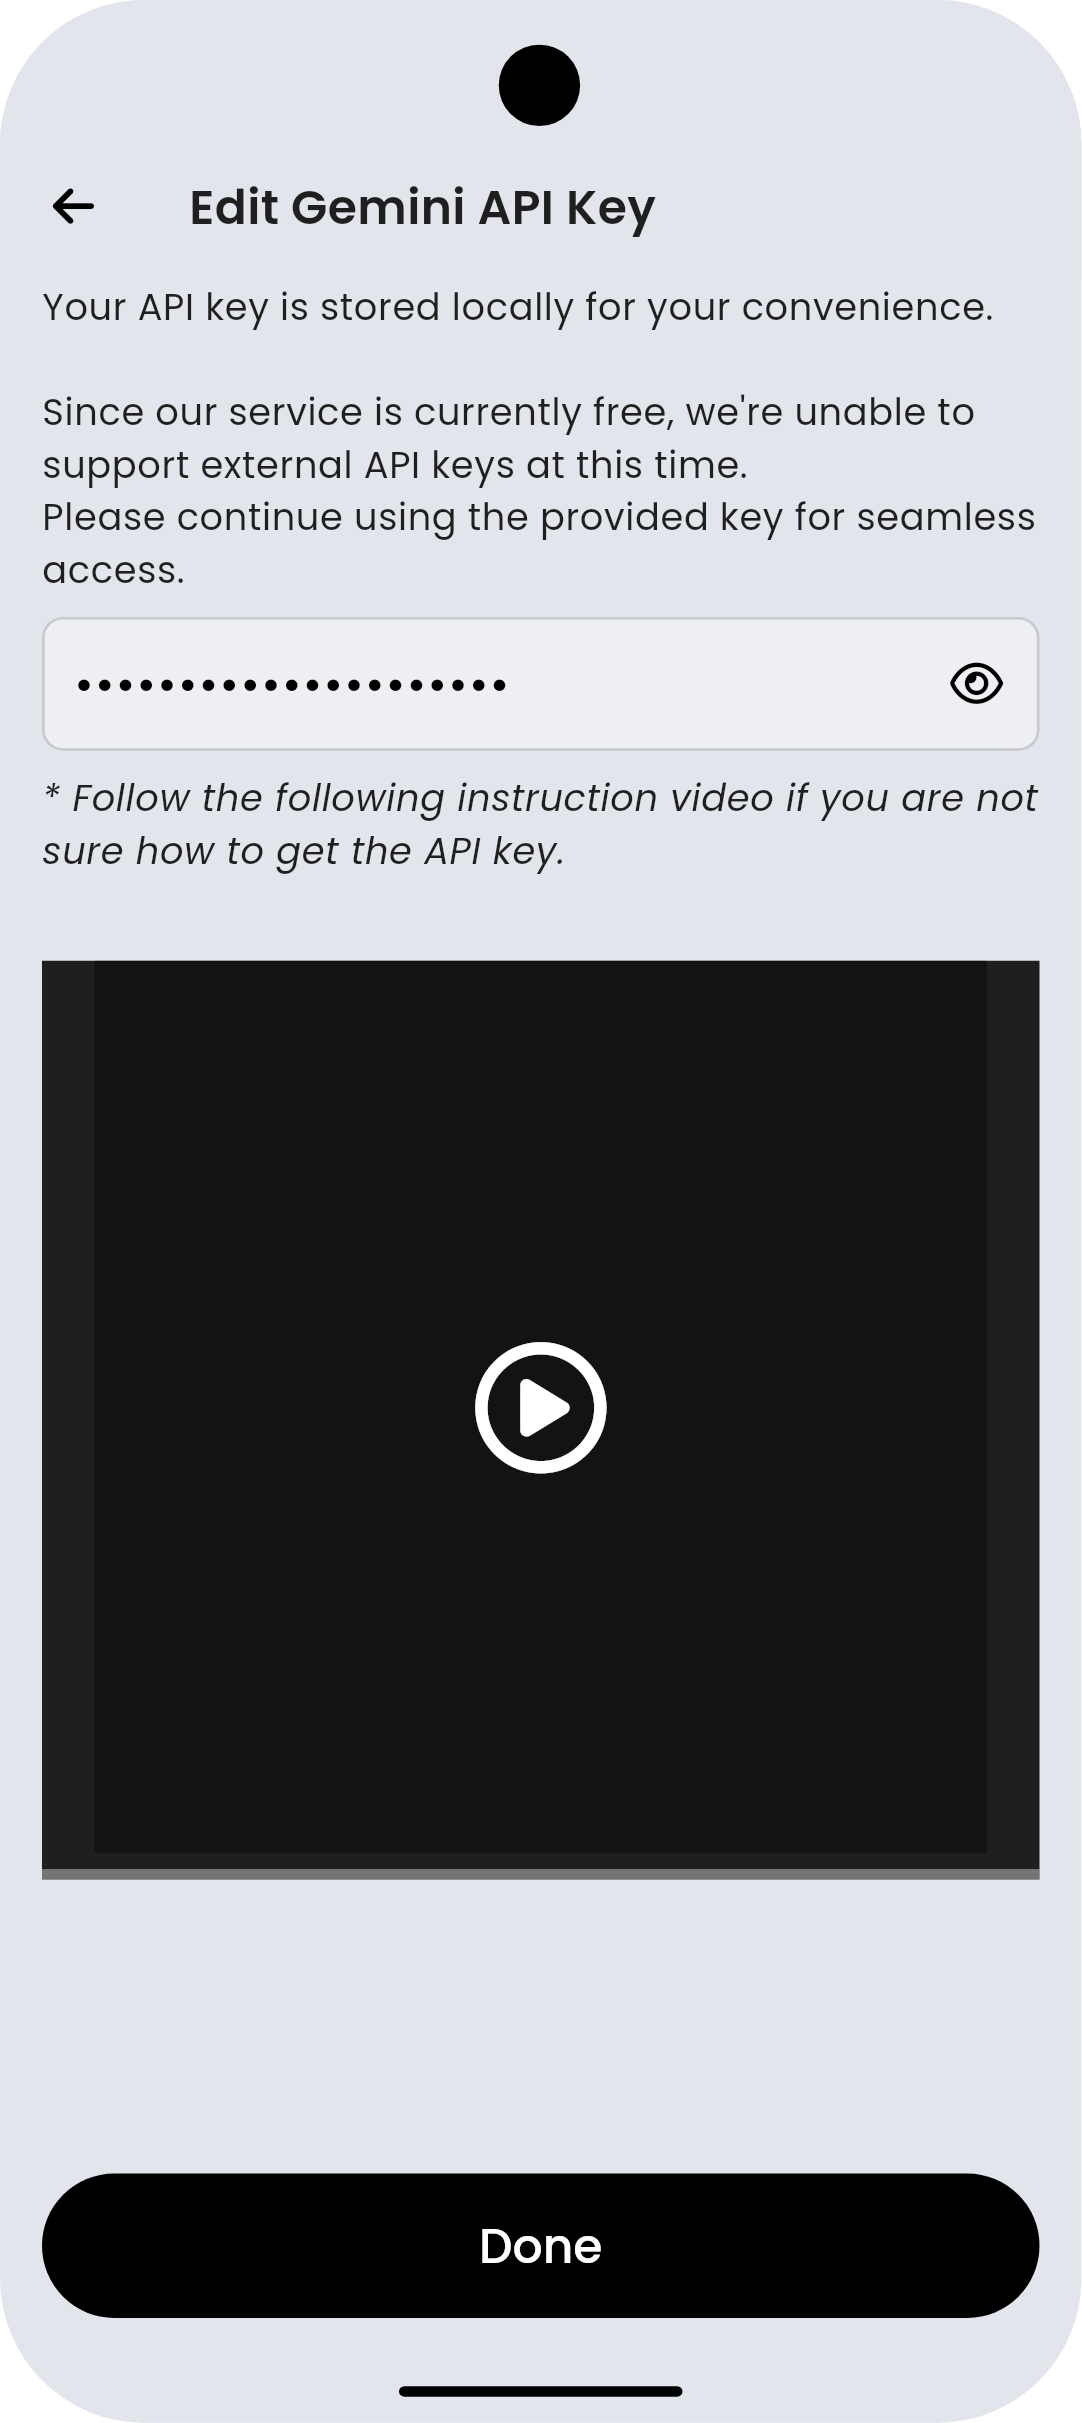 Edit Gemini API Key
Your API key is stored locally for your convenience.
Since our service is currently free, we're unable to
support external API keys at this time.
Please continue using the provided key for seamless
access.
•••••••••••••••••••••
* Follow the following instruction video if you are not
sure how to get the API key.
Done